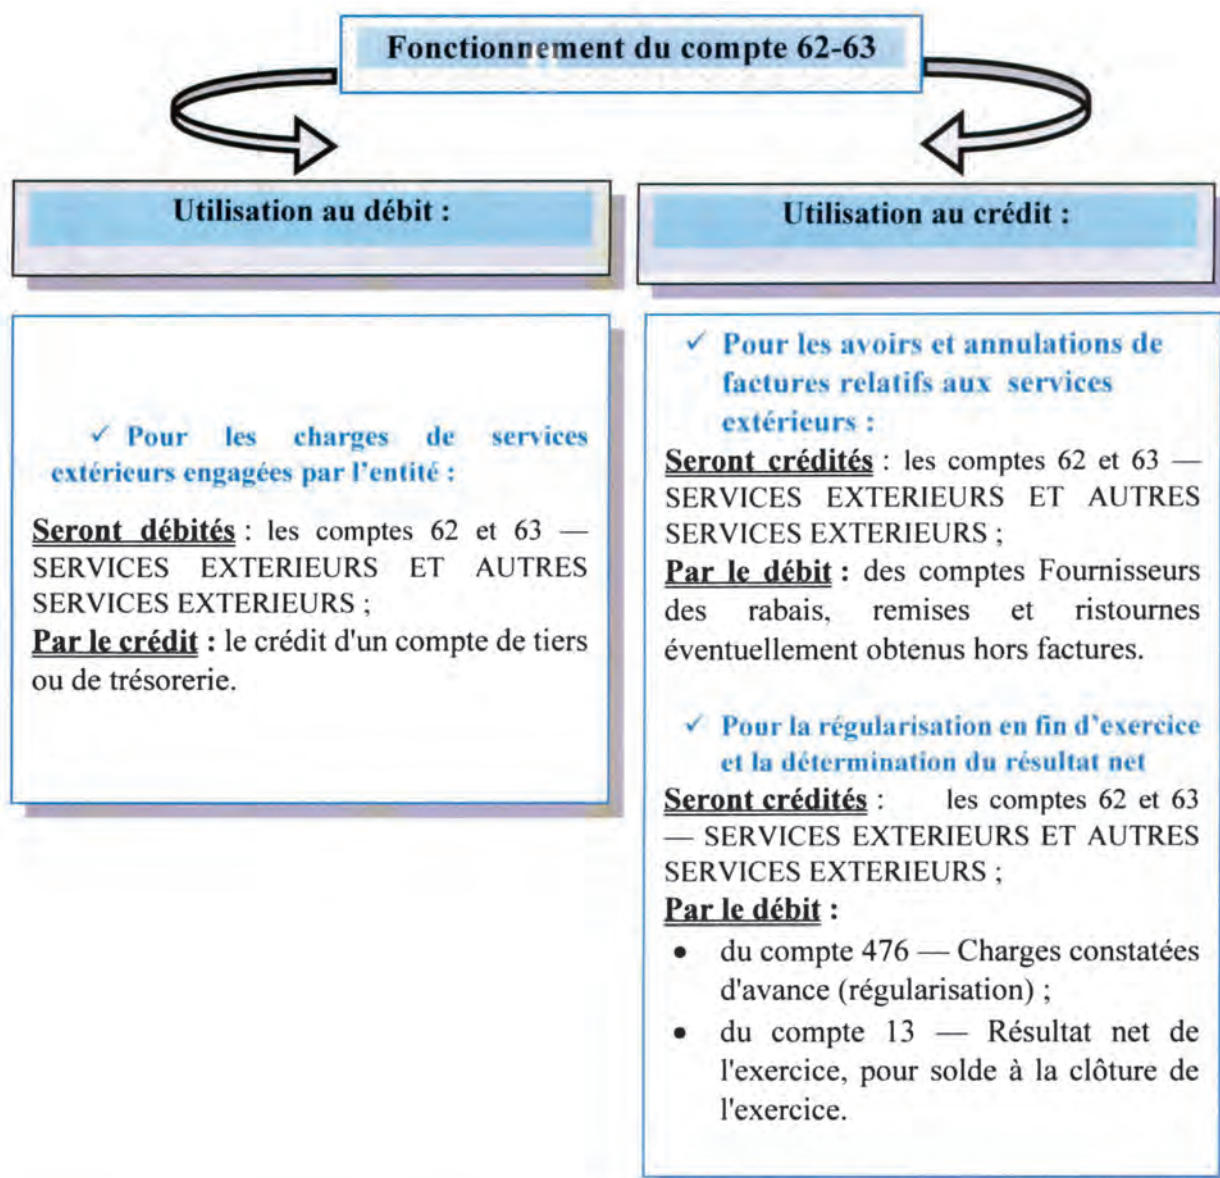 Fonctionnement du compte 62-63
Utilisation au débit :
✓ Pour les charges de services
extérieurs engagées par l'entité :
Seront débités : les comptes 62 et 63 —
SERVICES EXTERIEURS ET AUTRES
SERVICES EXTERIEURS ;
Par le crédit : le crédit d'un compte de tiers
ou de trésorerie.
Utilisation au crédit :
✓ Pour les avoirs et annulations de
factures relatifs aux services
extérieurs :
Seront crédités : les comptes 62 et 63 —
SERVICES EXTERIEURS ET AUTRES
SERVICES EXTERIEURS ;
Par le débit : des comptes Fournisseurs
des rabais, remises et ristournes
éventuellement obtenus hors factures.
✓ Pour la régularisation en fin d'exercice
et la détermination du résultat net
Seront crédités : les comptes 62 et 63
— SERVICES EXTERIEURS ET AUTRES
SERVICES EXTERIEURS ;
Par le débit :
• du compte 476 — Charges constatées
d'avance (régularisation) ;
• du compte 13 — Résultat net de
l'exercice, pour solde à la clôture de
l'exercice.